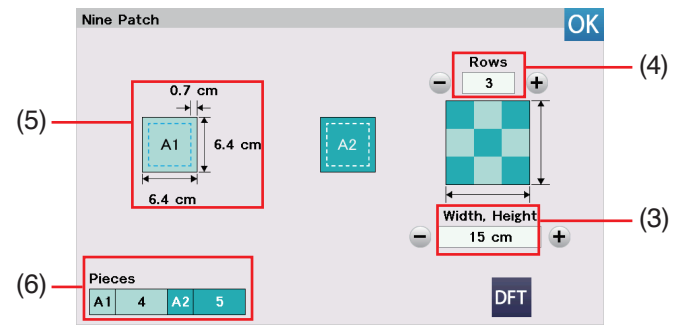 Nine Patch
OK
Rows
(4)
3
0.7 cm
(5)
A1
6.4 cm
A2
6.4 cm
Width, Height
(3)
15 cm
Pieces
(6)
A1 4 A2 5
DFT